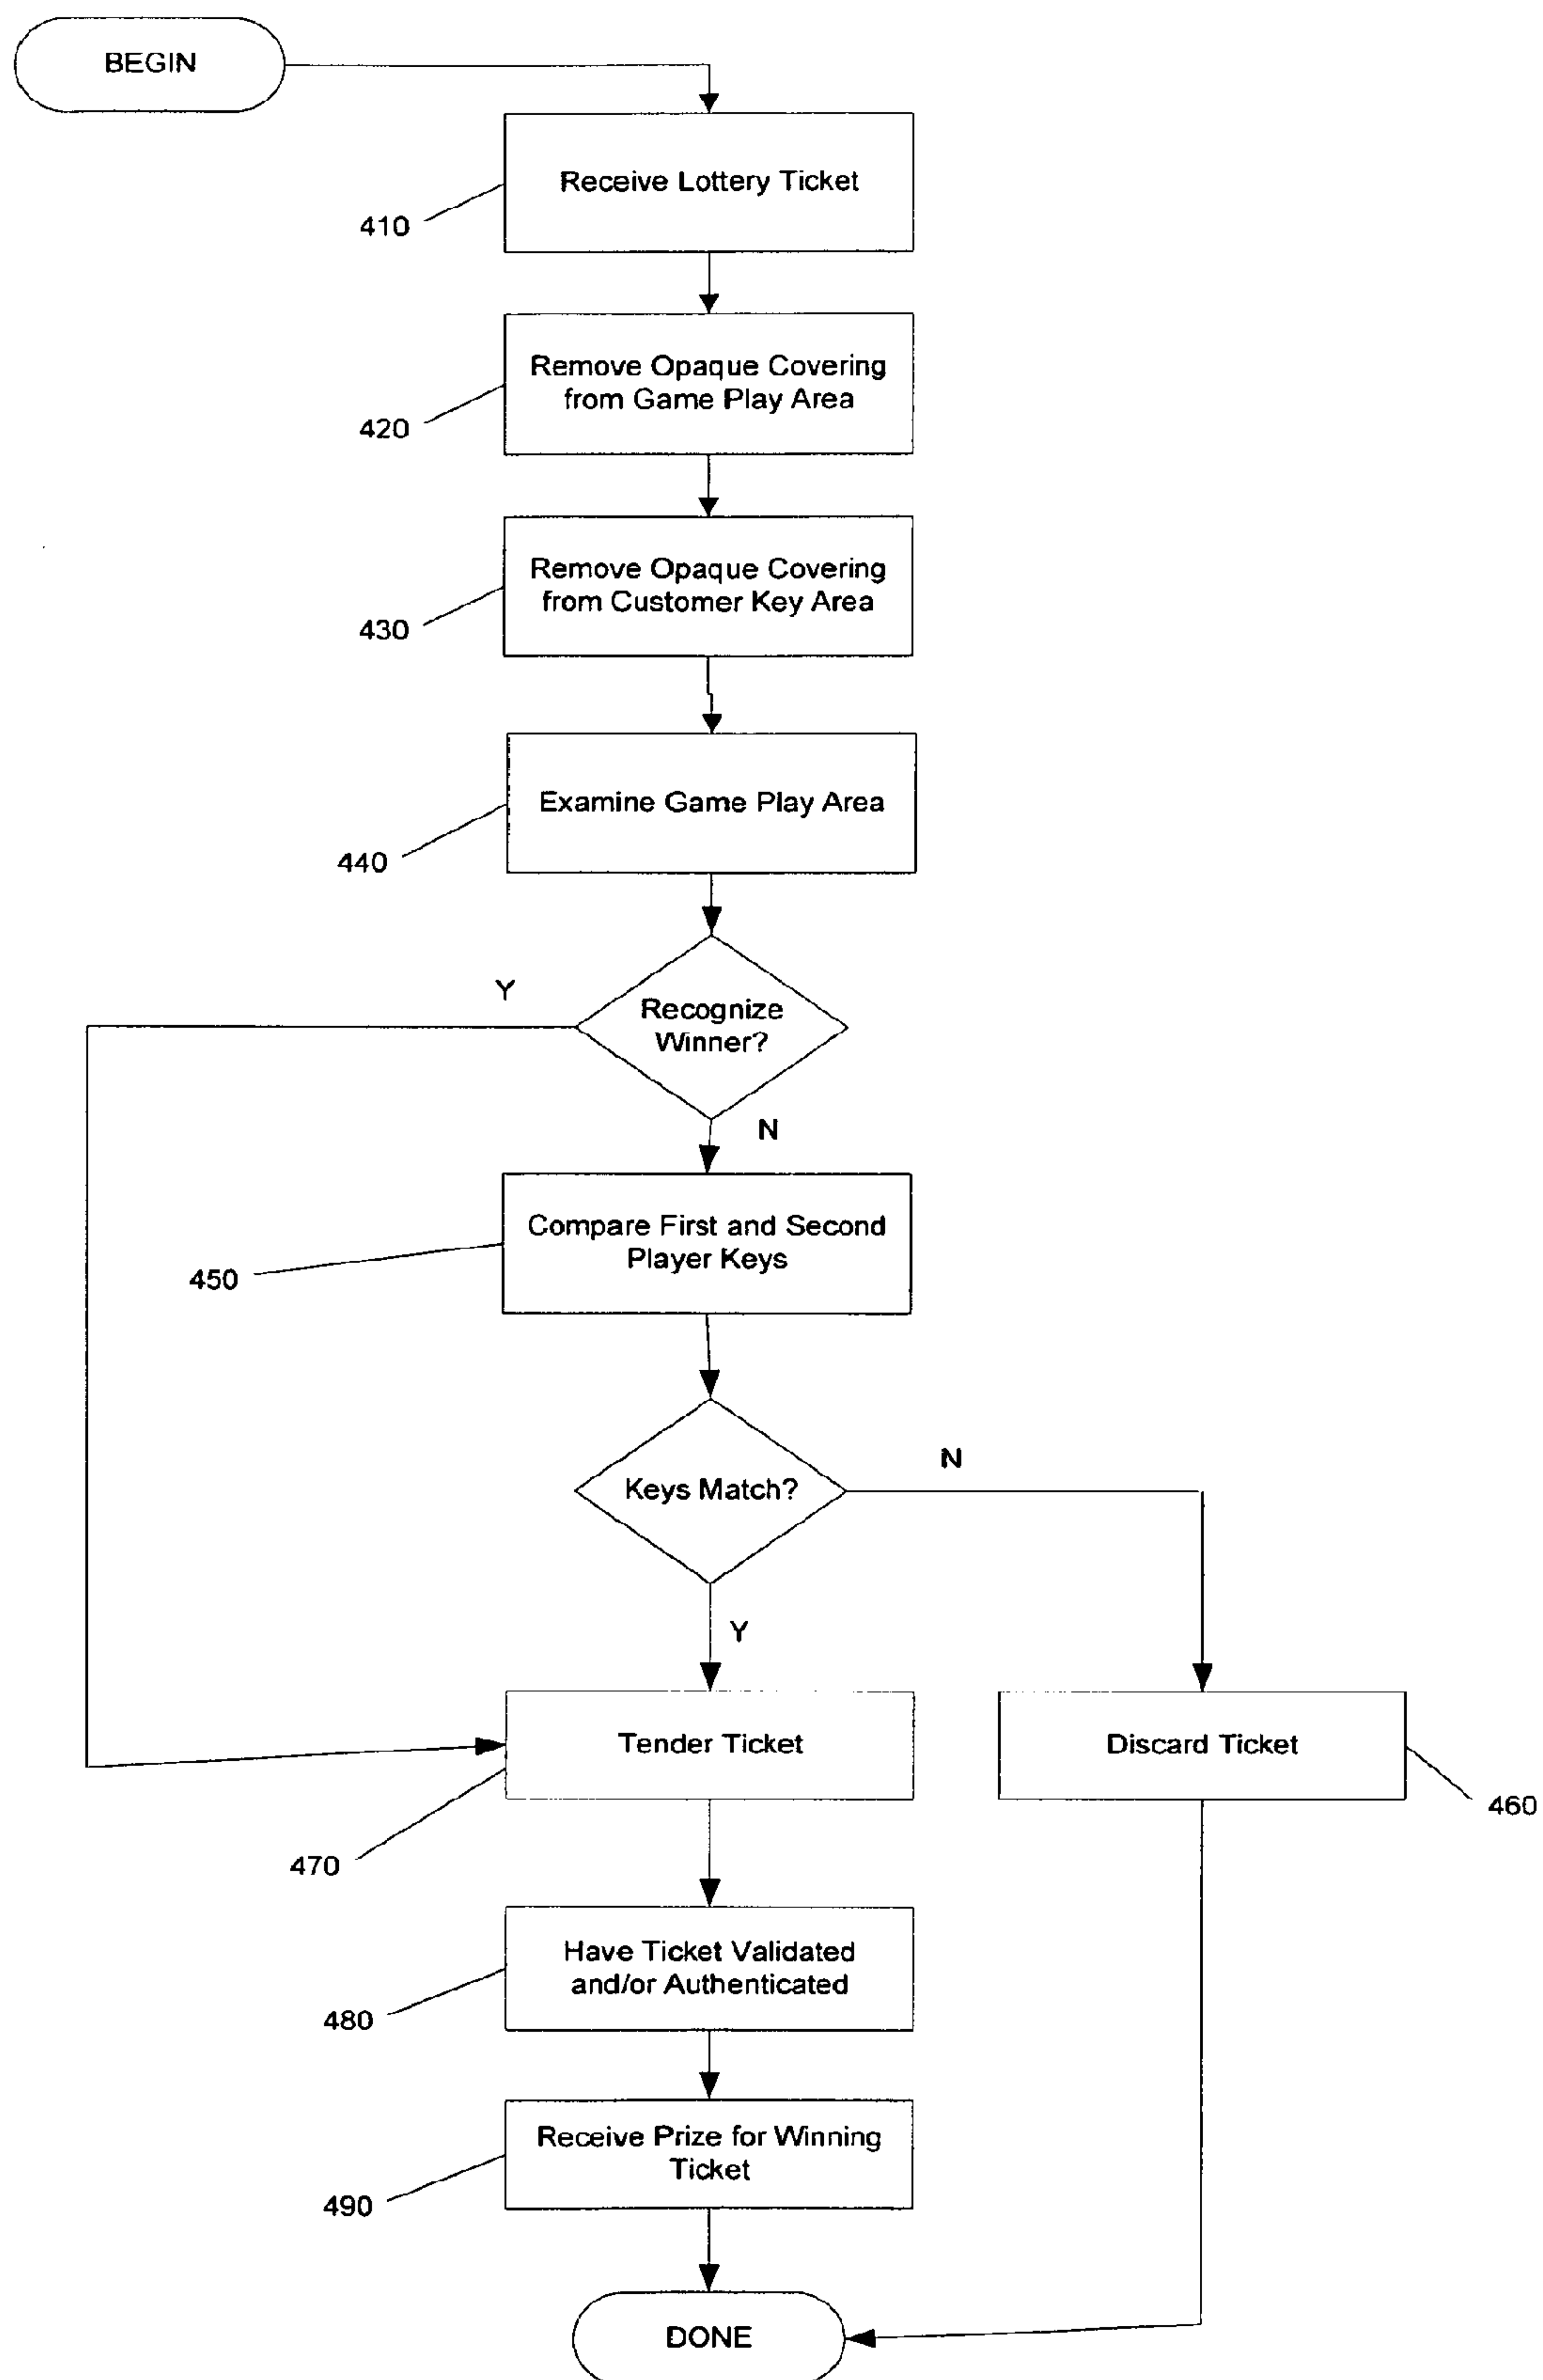 BEGIN
Receive Lottery Ticket
410
Remove Opaque Covering
from Game Play Area
420
Remove Opaque Covering
from Customer Key Area
430
Examine Game Play Area
440
Y
Recognize
Winner?
N
Compare First and Second
Player Keys
450
N
Keys Match?
Y
Tender Ticket
Discard Ticket
460
470
Have Ticket Validated
and/or Authenticated
480
Receive Prize for Winning
Ticket
490
DONE